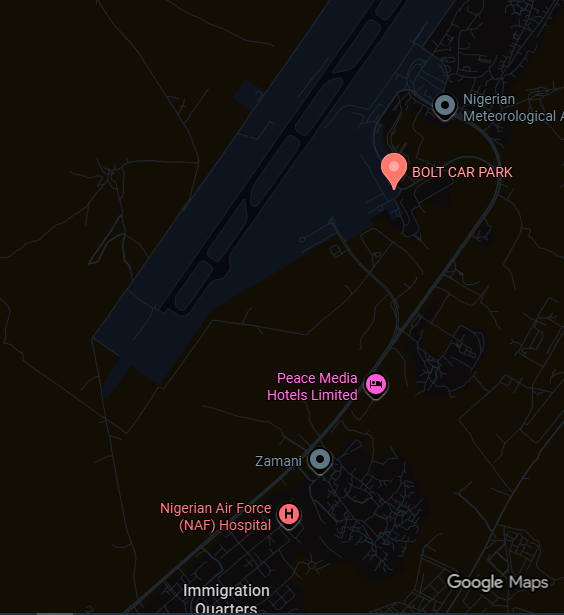 Nigerian
Meteorological A
BOLT CAR PARK
Peace Media
Hotels Limited
Zamani
Nigerian Air Force
(NAF) Hospital
H
Immigration
Quarters
Google Maps